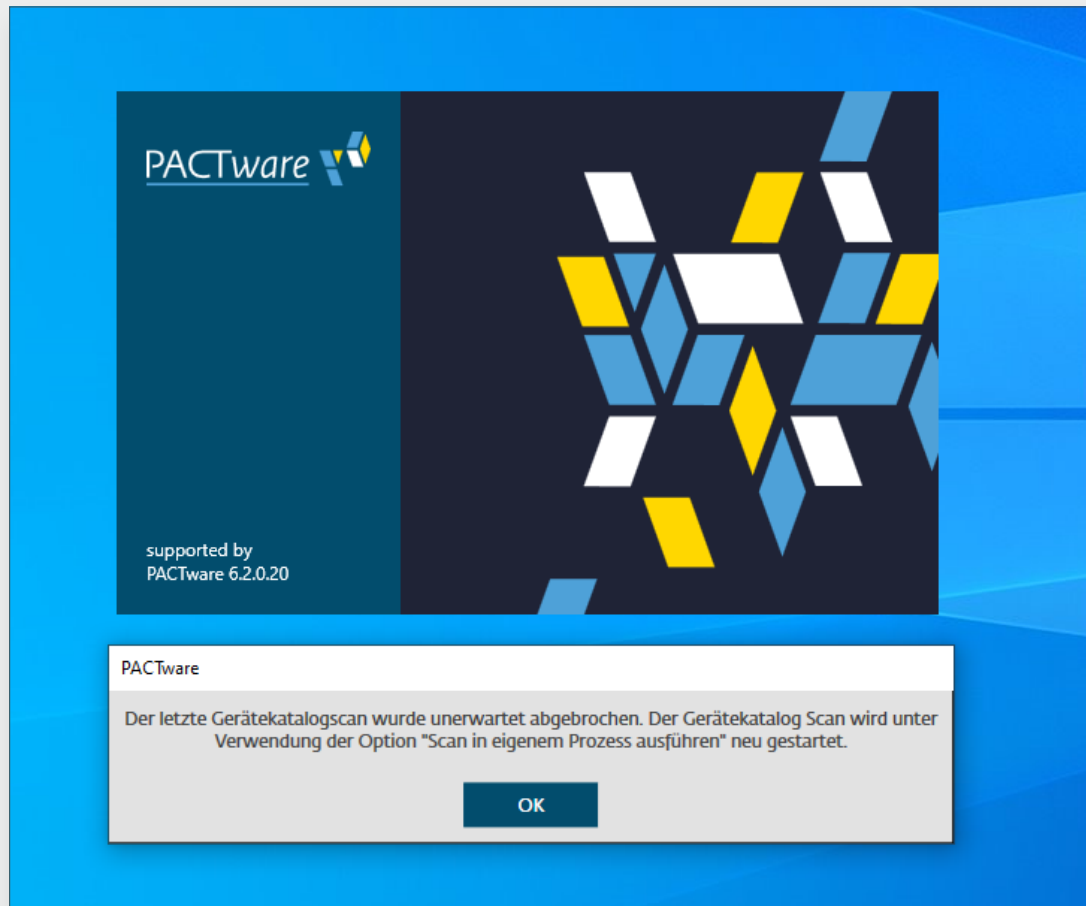 PACTware
supported by
PACTware 6.2.0.20
PACTware
Der letzte Gerätekatalogscan wurde unerwartet abgebrochen. Der Gerätekatalog Scan wird unter
Verwendung der Option "Scan in eigenem Prozess ausführen" neu gestartet.
OK